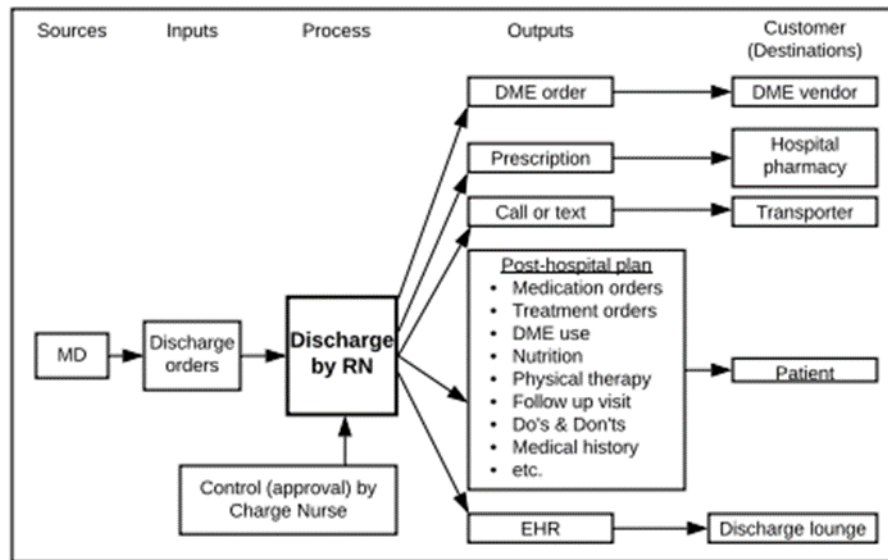 Sources
Inputs
Process
Outputs
Customer
(Destinations)
DME order
DME vendor
Prescription
Hospital
pharmacy
Call or text
Transporter
Post-hospital plan
• Medication orders
• Treatment orders
• DME use
• Nutrition
• Physical therapy
• Follow up visit
• Do's & Don'ts
• Medical history
• etc.
MD
Discharge
orders
Discharge
by RN
Patient
Control (approval) by
Charge Nurse
EHR
Discharge lounge